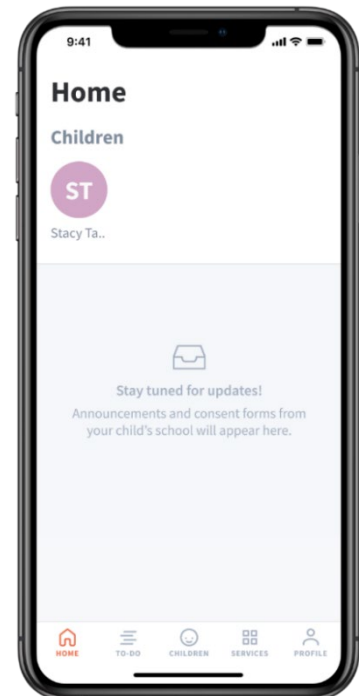 9:41
Home
Children
ST
Stacy Ta..
Stay tuned for updates!
Announcements and consent forms from
your child's school will appear here.
HOME TO-DO CHILDREN SERVICES PROFILE